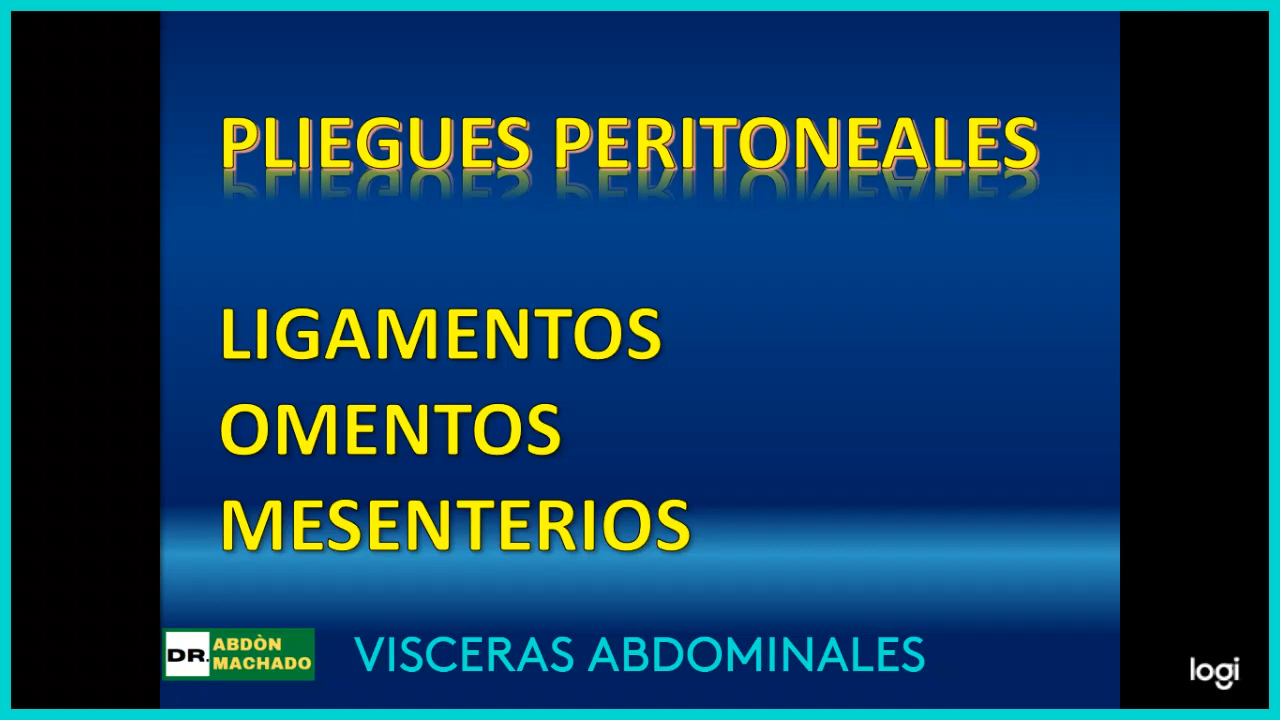 PLIEGUES PERITONEALES
LIGAMENTOS
OMENTOS
MESENTERIOS
DR. ABDÒN MACHADO
VISCERAS ABDOMINALES
logi